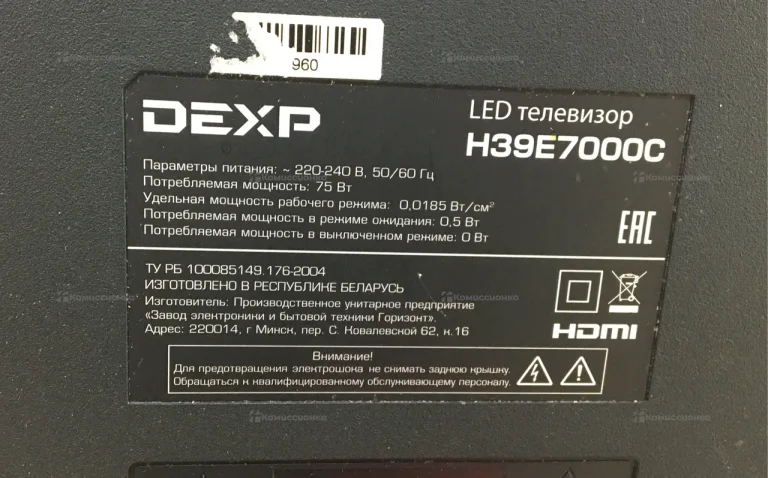 960
DEXP
LED телевизор
H39E7000C
Параметры питания: ~ 220-240 В, 50/60 Гц
Потребляемая мощность: 75 Вт
Удельная мощность рабочего режима: 0,0185 Вт/см²
Потребляемая мощность в режиме ожидания: 0,5 Вт
Потребляемая мощность в выключенном режиме: 0 Вт
EAC
ТУ РБ 100085149.176-2004
ИЗГОТОВЛЕНО В РЕСПУБЛИКЕ БЕЛАРУСЬ
Изготовитель: Производственное унитарное предприятие
«Завод электроники и бытовой техники Горизонт».
Адрес: 220014, г Минск, пер. С. Ковалевской 62, к.16
HDMI
Внимание!
Для предотвращения электрошока не снимать заднюю крышку.
Обращаться к квалифицированному обслуживающему персоналу.
Комиссионко